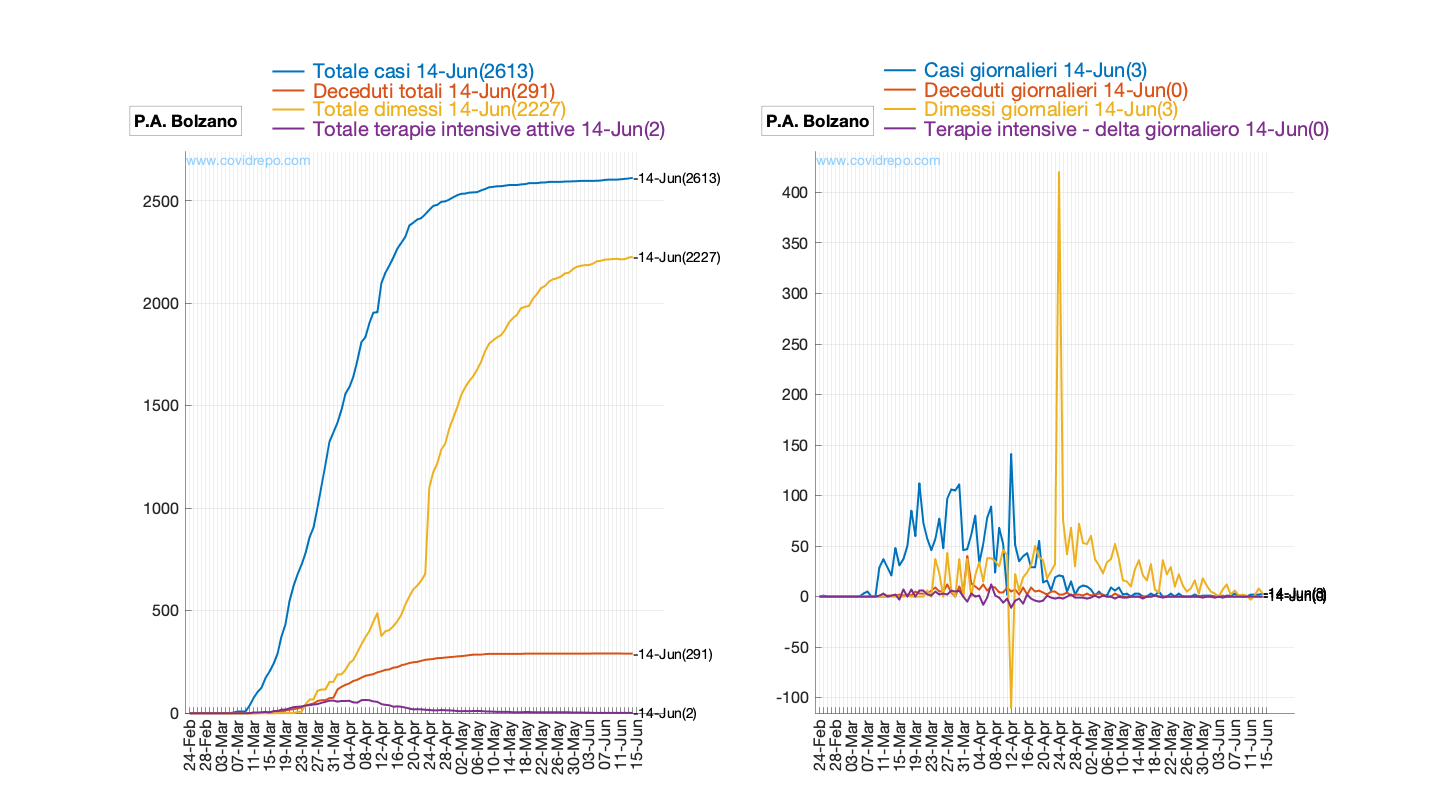 Totale casi 14-Jun(2613)
Deceduti totali 14-Jun(291)
Totale dimessi 14-Jun(2227)
Totale terapie intensive attive 14-Jun(2)
P.A. Bolzano
www.covidrepo.com
2500
2000
1500
1000
500
0
-14-Jun(2613)
-14-Jun(2227)
-14-Jun(291)
-14-Jun(2)
24-Feb
28-Feb
03-Mar
07-Mar
11-Mar
15-Mar
19-Mar
23-Mar
27-Mar
31-Mar
04-Apr
08-Apr
12-Apr
16-Apr
20-Apr
24-Apr
28-Apr
02-May
06-May
10-May
14-May
18-May
22-May
26-May
30-May
03-Jun
07-Jun
11-Jun
15-Jun
Casi giornalieri 14-Jun(3)
Deceduti giornalieri 14-Jun(0)
Dimessi giornalieri 14-Jun(3)
Terapie intensive - delta giornaliero 14-Jun(0)
P.A. Bolzano
www.covidrepo.com
400
350
300
250
200
150
100
50
0
-50
-100
24-Feb
28-Feb
03-Mar
07-Mar
11-Mar
15-Mar
19-Mar
23-Mar
27-Mar
31-Mar
04-Apr
08-Apr
12-Apr
16-Apr
20-Apr
24-Apr
28-Apr
02-May
06-May
10-May
14-May
18-May
22-May
26-May
30-May
03-Jun
07-Jun
11-Jun
15-Jun